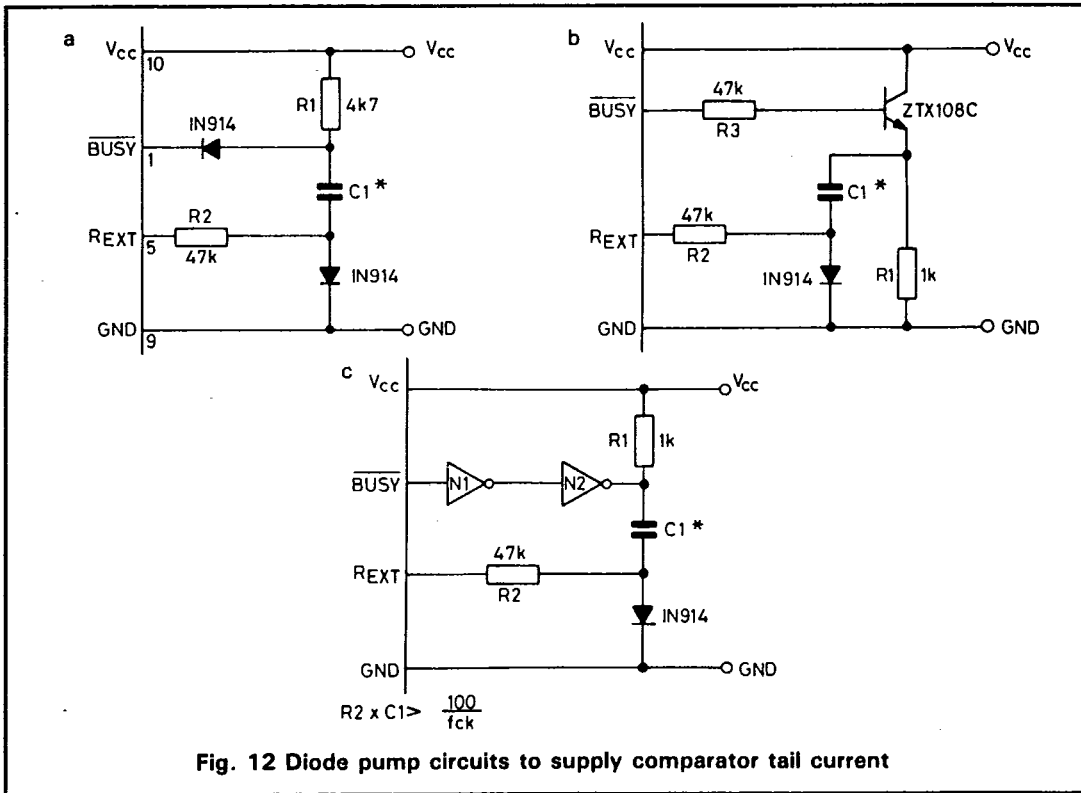 a
Vcc
10
Vcc
R1
4k7
IN914
BUSY
1
C1 *
R2
REXT
5
47k
IN914
GND
9
GND
b
Vcc
Vcc
47k
BUSY
ZTX108C
R3
C1 *
47k
REXT
R2
IN914
R1
1k
GND
GND
c
Vcc
Vcc
R1
1k
BUSY
N1
N2
C1 *
47k
REXT
R2
IN914
GND
GND
R2 x C1> 100
fck
Fig. 12 Diode pump circuits to supply comparator tail current